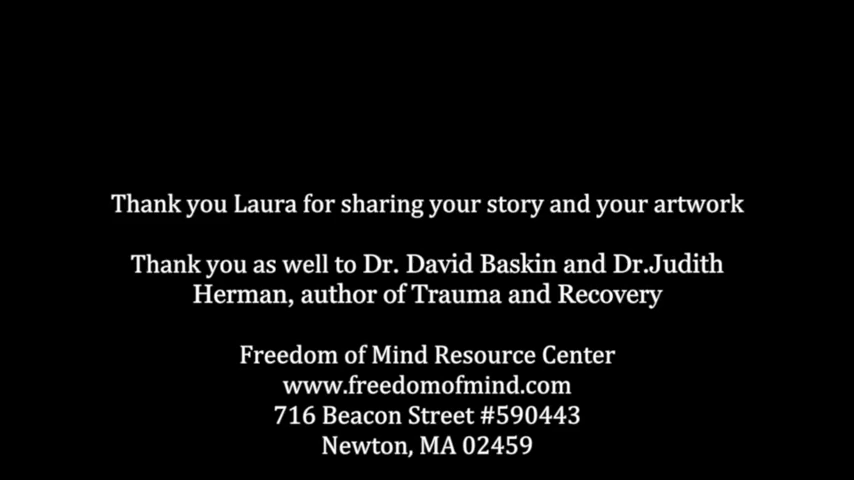 Thank you Laura for sharing your story and your artwork
Thank you as well to Dr. David Baskin and Dr.Judith
Herman, author of Trauma and Recovery
Freedom of Mind Resource Center
www.freedomofmind.com
716 Beacon Street #590443
Newton, MA 02459